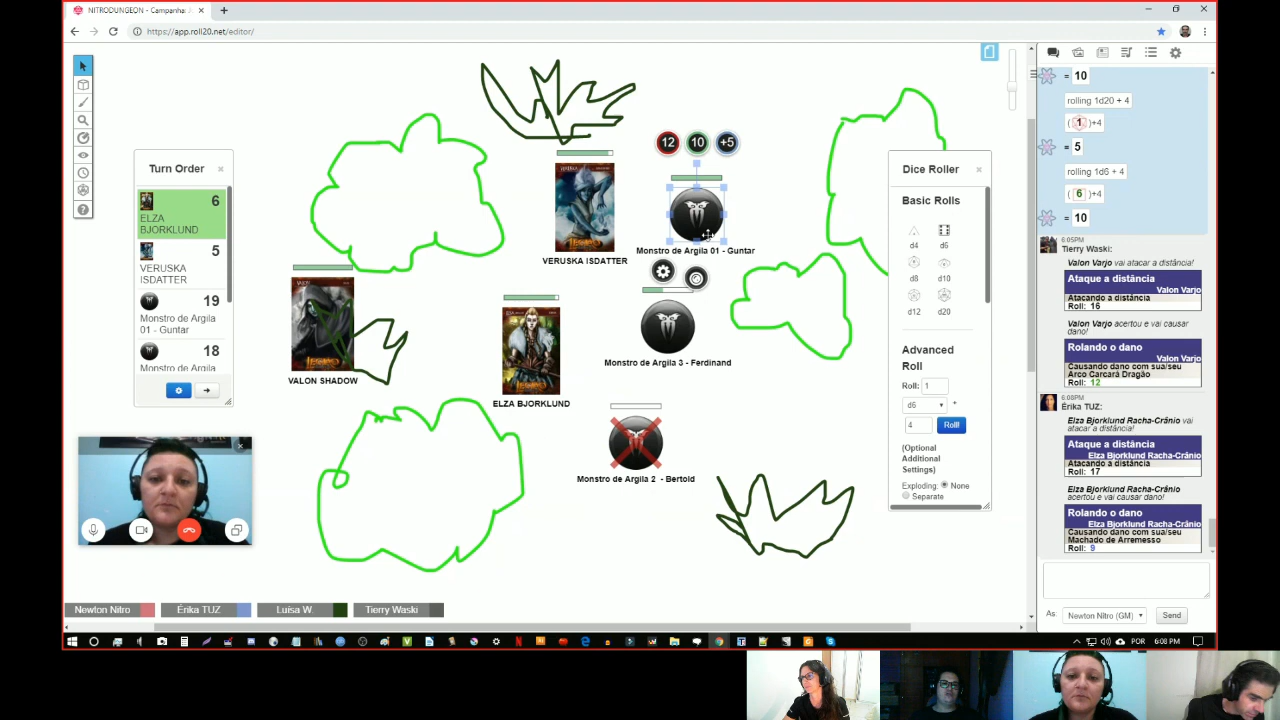 NITRODUNGEON - Campanha: J
https://app.roll20.net/editor/
Turn Order
6
ELZA
BJORKLUND
5
VERUSKA
ISDATTER
19
Monstro de Argila
01 - Guntar
18
Monstro de Argila
12
10
+5
VERUSKA ISDATTER
Monstro de Argila 01 - Guntar
VALON SHADOW
ELZA BJORKLUND
Monstro de Argila 3 - Ferdinand
Monstro de Argila 2 - Bertold
Dice Roller
Basic Rolls
d4
d6
d8
d10
d12
d20
Advanced
Roll
Roll: 1
d6
+
4
Roll!
(Optional
Additional
Settings)
Exploding: None
Separate
= 10
rolling 1d20 + 4
(1)+4
= 5
rolling 1d6 + 4
(6)+4
= 10
6:05PM
Tierry Waski:
Valon Varjo vai atacar a distância!
Ataque a distância
Valon Varjo
Atacando a distância
Roll: 16
Valon Varjo acertou e vai causar
dano!
Rolando o dano
Valon Varjo
Causando dano com sua/seu
Arco Carcará Dragão
Roll: 12
6:08PM
Érika TUZ:
Elza Bjorklund Racha-Crânio vai
atacar a distância!
Ataque a distância
Elza Bjorklund Racha-Crânio
Atacando a distância
Roll: 17
Elza Bjorklund Racha-Crânio
acertou e vai causar dano!
Rolando o dano
Elza Bjorklund Racha-Crânio
Causando dano com sua/seu
Machado de Arremesso
Roll: 9
As: Newton Nitro (GM)
Send
Newton Nitro
Érika TUZ
Luísa W.
Tierry Waski
POR
6:08 PM